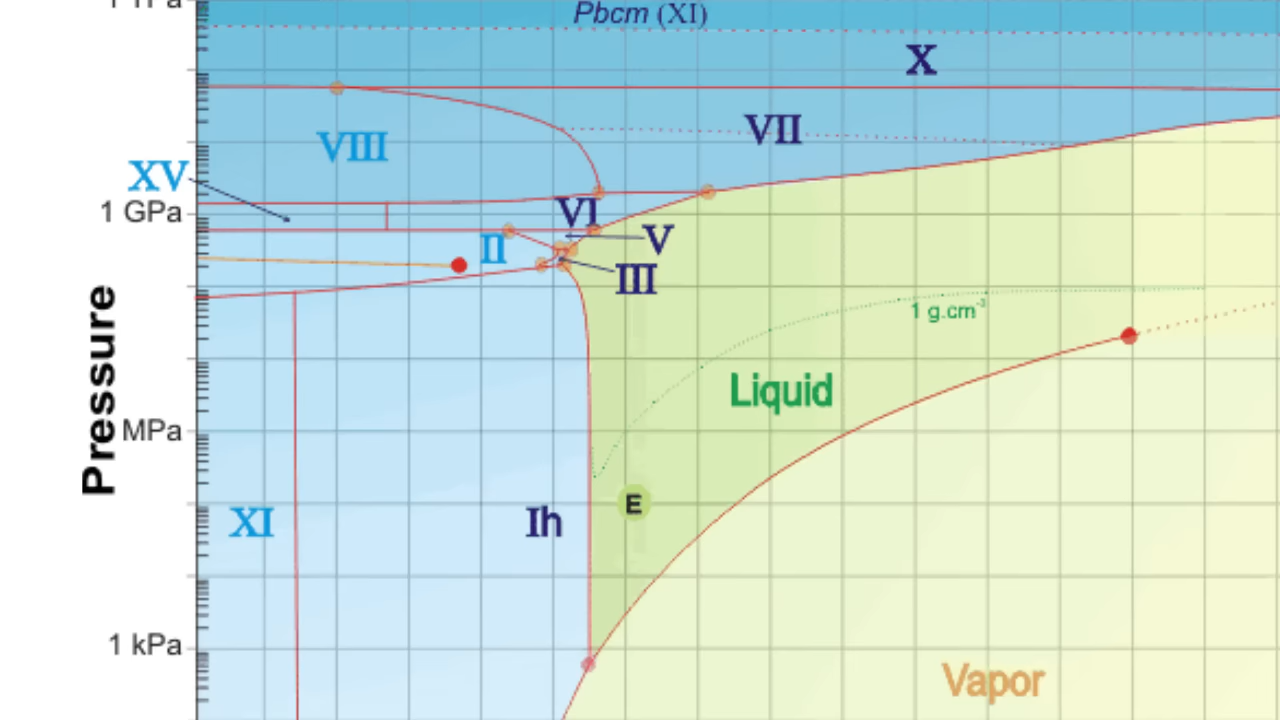 Pbcm (XI)
X
VIII
VII
XV
1 GPa
VI
II
V
III
1 g.cm-3
Pressure
Liquid
MPa
E
XI
Ih
1 kPa
Vapor